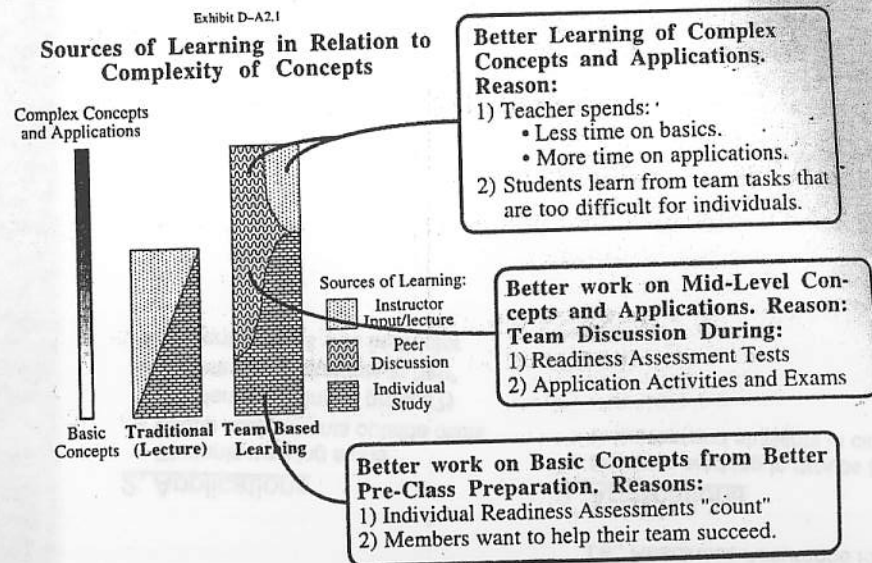 Exhibit D-A2.1
Sources of Learning in Relation to
Complexity of Concepts
Complex Concepts
and Applications
Basic
Concepts
Traditional
(Lecture)
Team Based
Learning
Sources of Learning:
Instructor
Input/lecture
Peer
Discussion
Individual
Study
Better Learning of Complex
Concepts and Applications.
Reason:
1) Teacher spends:
• Less time on basics.
• More time on applications.
2) Students learn from team tasks that
are too difficult for individuals.
Better work on Mid-Level Con-
cepts and Applications. Reason:
Team Discussion During:
1) Readiness Assessment Tests
2) Application Activities and Exams
Better work on Basic Concepts from Better
Pre-Class Preparation. Reasons:
1) Individual Readiness Assessments "count"
2) Members want to help their team succeed.
2. Applications